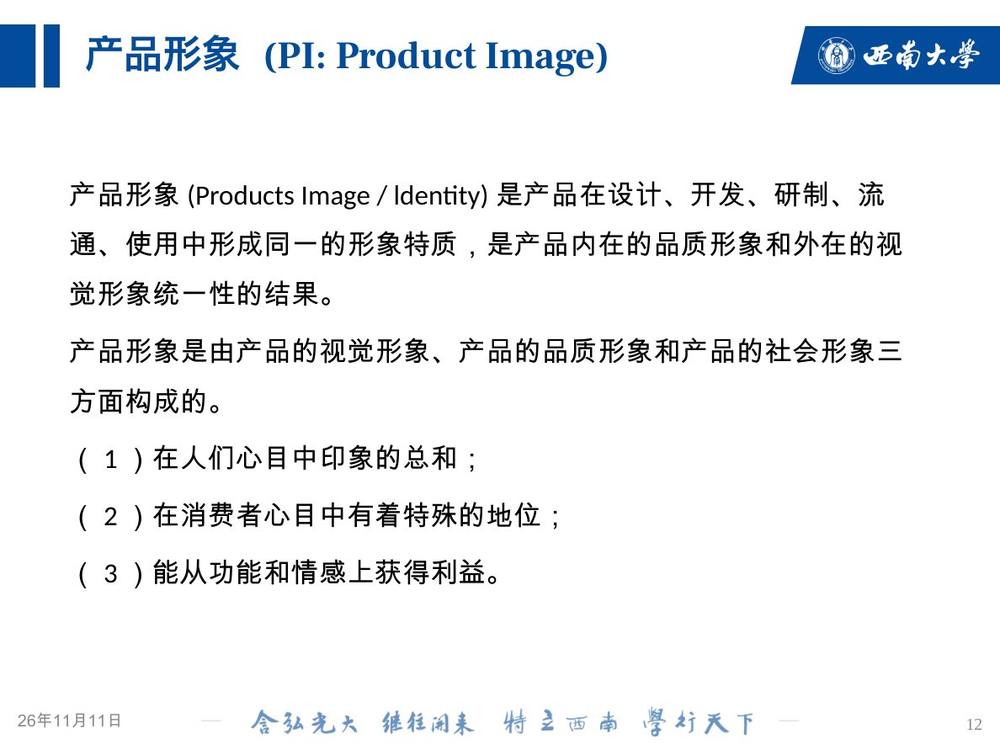 产品形象 (PI: Product Image)
西南大学
产品形象 (Products Image / ldentity) 是产品在设计、开发、研制、流
通、使用中形成同一的形象特质，是产品内在的品质形象和外在的视
觉形象统一性的结果。
产品形象是由产品的视觉形象、产品的品质形象和产品的社会形象三
方面构成的。
（ 1 ）在人们心目中印象的总和；
（ 2 ）在消费者心目中有着特殊的地位；
（ 3 ）能从功能和情感上获得利益。
26年11月11日
含弘光大 继往开来 特立西南 學行天下
12